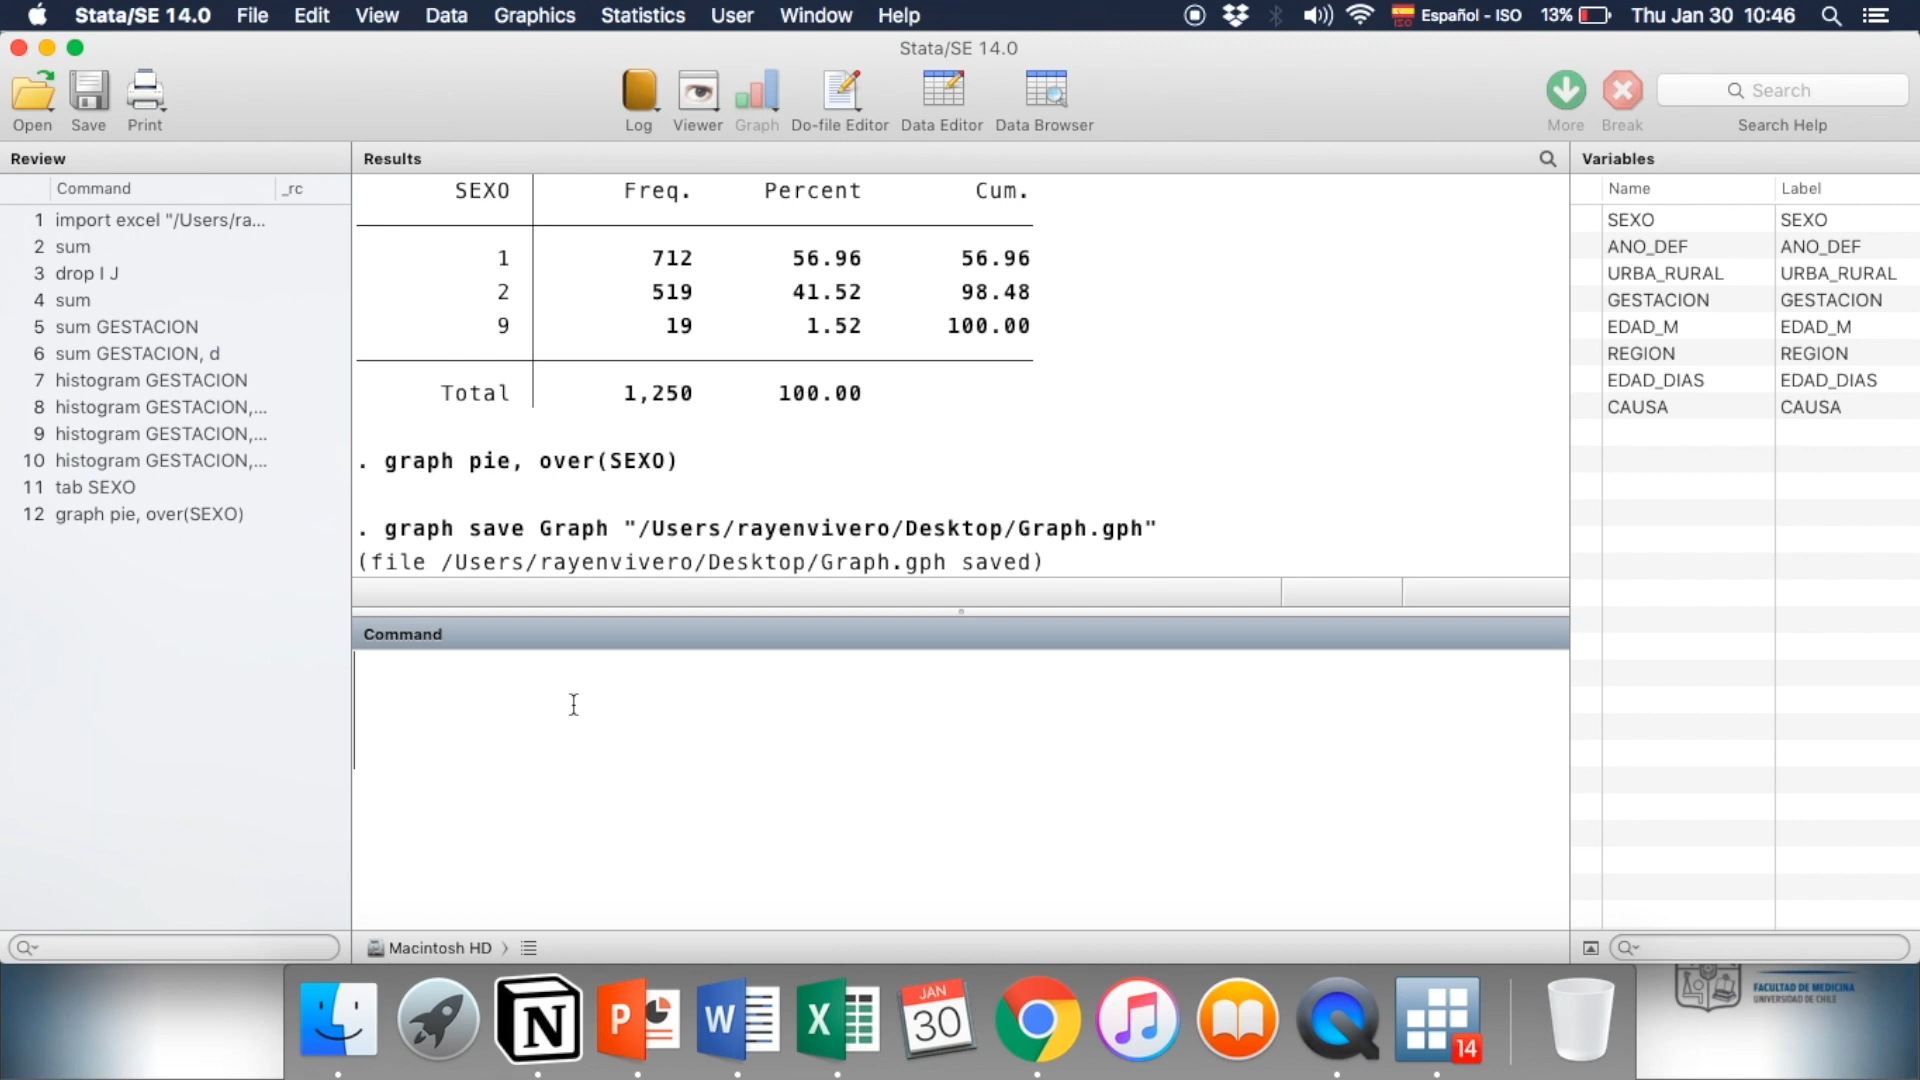 Stata/SE 14.0 File Edit View Data Graphics Statistics User Window Help ISO Español - ISO 13% Thu Jan 30 10:46
Stata/SE 14.0
Open Save Print Log Viewer Graph Do-file Editor Data Editor Data Browser More Break Search
Search Help
Review
Command _rc
1 import excel "/Users/ra...
2 sum
3 drop I J
4 sum
5 sum GESTACION
6 sum GESTACION, d
7 histogram GESTACION
8 histogram GESTACION,...
9 histogram GESTACION,...
10 histogram GESTACION,...
11 tab SEXO
12 graph pie, over(SEXO)
Results
SEXO Freq. Percent Cum.
1 712 56.96 56.96
2 519 41.52 98.48
9 19 1.52 100.00
Total 1,250 100.00
. graph pie, over(SEXO)
. graph save Graph "/Users/rayenvivero/Desktop/Graph.gph"
(file /Users/rayenvivero/Desktop/Graph.gph saved)
Command
Macintosh HD
Variables
Name Label
SEXO SEXO
ANO_DEF ANO_DEF
URBA_RURAL URBA_RURAL
GESTACION GESTACION
EDAD_M EDAD_M
REGION REGION
EDAD_DIAS EDAD_DIAS
CAUSA CAUSA
N P W X JAN 30 14
FACULTAD DE MEDICINA
UNIVERSIDAD DE CHILE